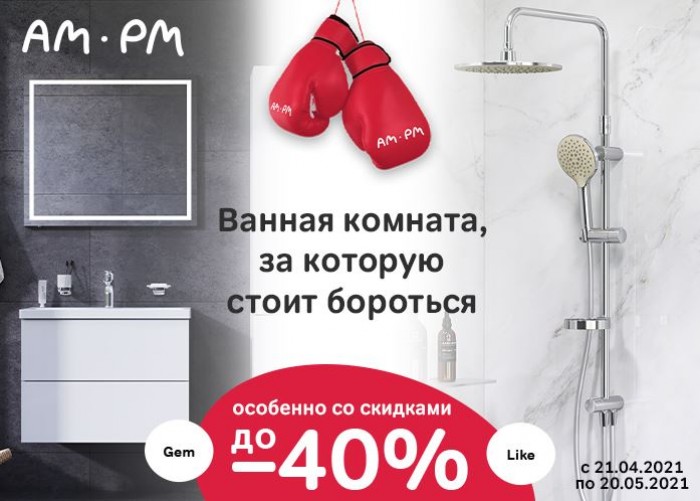 AM·PM
AM·PM
AM·PM
Ванная комната,
за которую
стоит бороться
особенно со скидками
до
–40%
Gem
Like
с 21.04.2021
по 20.05.2021